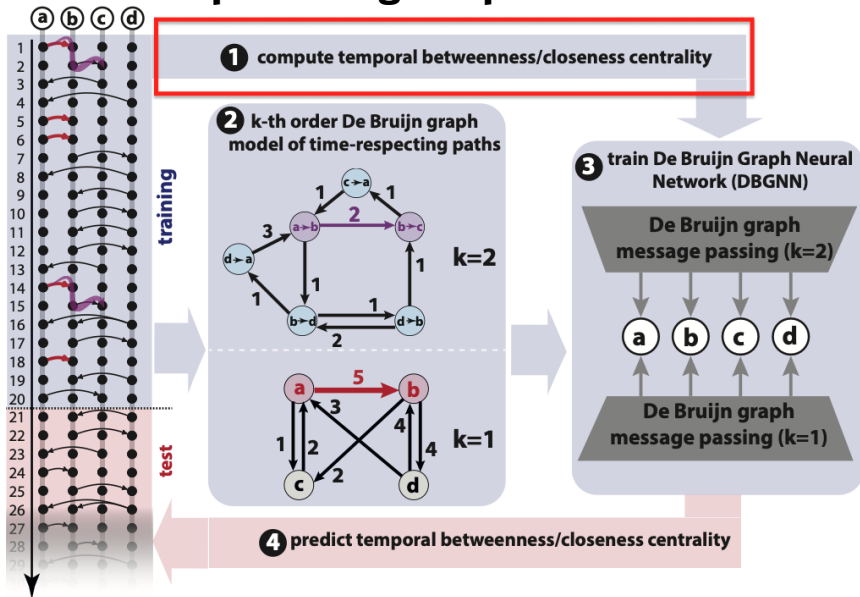 a b c d
1
2
3
4
5
6
7
8
9
10
11
12
13
14
15
16
17
18
19
20
21
22
23
24
25
26
27
28
29
training
test
1 compute temporal betweenness/closeness centrality
2 k-th order De Bruijn graph
model of time-respecting paths
c→a
1 1
a→b 2 b→c
3
d→a
k=2
1 1 1
b→d 1 d→b
2
a 5 b
3
1 2 4 4
k=1
2
c d
3 train De Bruijn Graph Neural
Network (DBGNN)
De Bruijn graph
message passing (k=2)
a b c d
De Bruijn graph
message passing (k=1)
4 predict temporal betweenness/closeness centrality